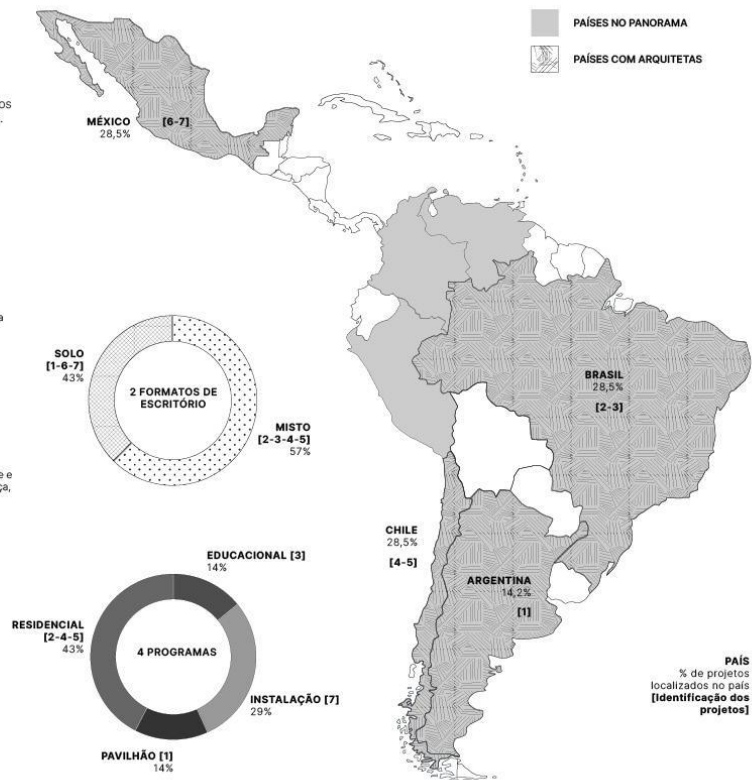 PAÍSES NO PANORAMA
PAÍSES COM ARQUITETAS
OS
.
MÉXICO
28,5%
[6-7]
a
SOLO
[1-6-7]
43%
2 FORMATOS DE
ESCRITÓRIO
MISTO
[2-3-4-5]
57%
BRASIL
28,5%
[2-3]
e e
ça,
CHILE
28,5%
[4-5]
ARGENTINA
14,2%
[1]
EDUCACIONAL [3]
14%
RESIDENCIAL
[2-4-5]
43%
4 PROGRAMAS
INSTALAÇÃO [7]
29%
PAVILHÃO [1]
14%
PAÍS
% de projetos
localizados no país
[Identificação dos
projetos]